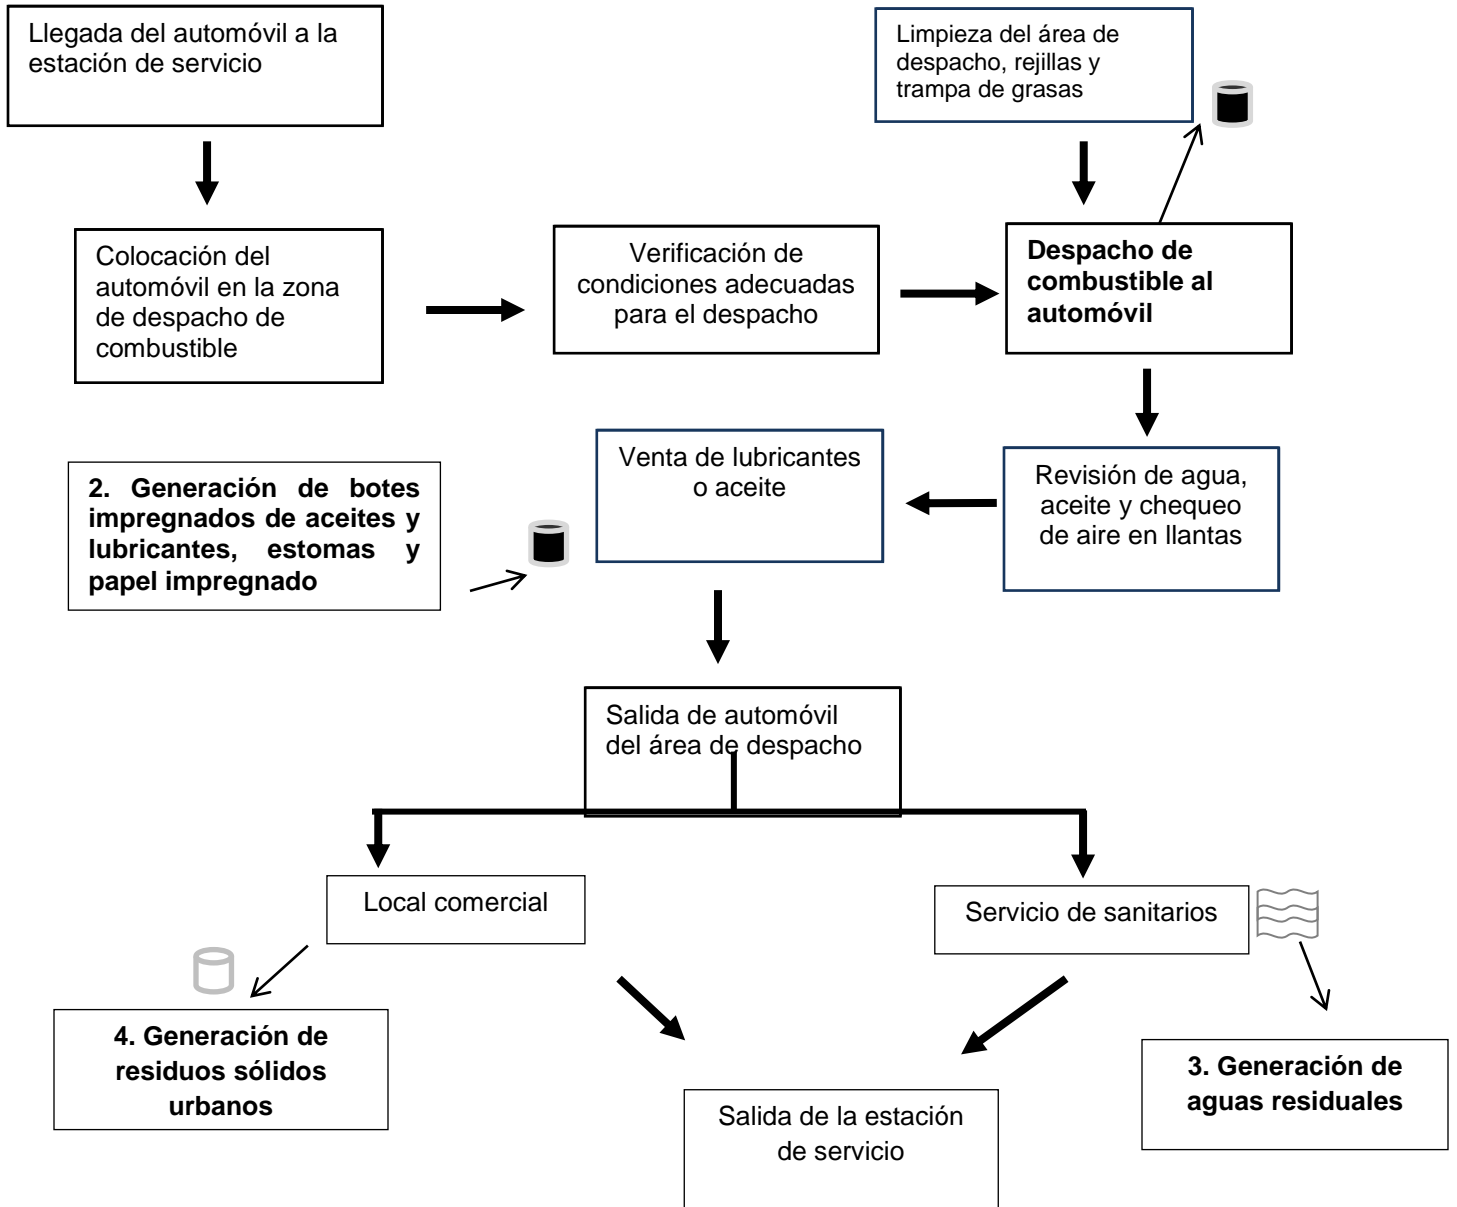 Llegada del automóvil a la
estación de servicio
Limpieza del área de
despacho, rejillas y
trampa de grasas
Colocación del
automóvil en la zona
de despacho de
combustible
Verificación de
condiciones adecuadas
para el despacho
Despacho de
combustible al
automóvil
2. Generación de botes
impregnados de aceites y
lubricantes, estomas y
papel impregnado
Venta de lubricantes
o aceite
Revisión de agua,
aceite y chequeo
de aire en llantas
Salida de automóvil
del área de despacho
Local comercial
Servicio de sanitarios
4. Generación de
residuos sólidos
urbanos
Salida de la estación
de servicio
3. Generación de
aguas residuales